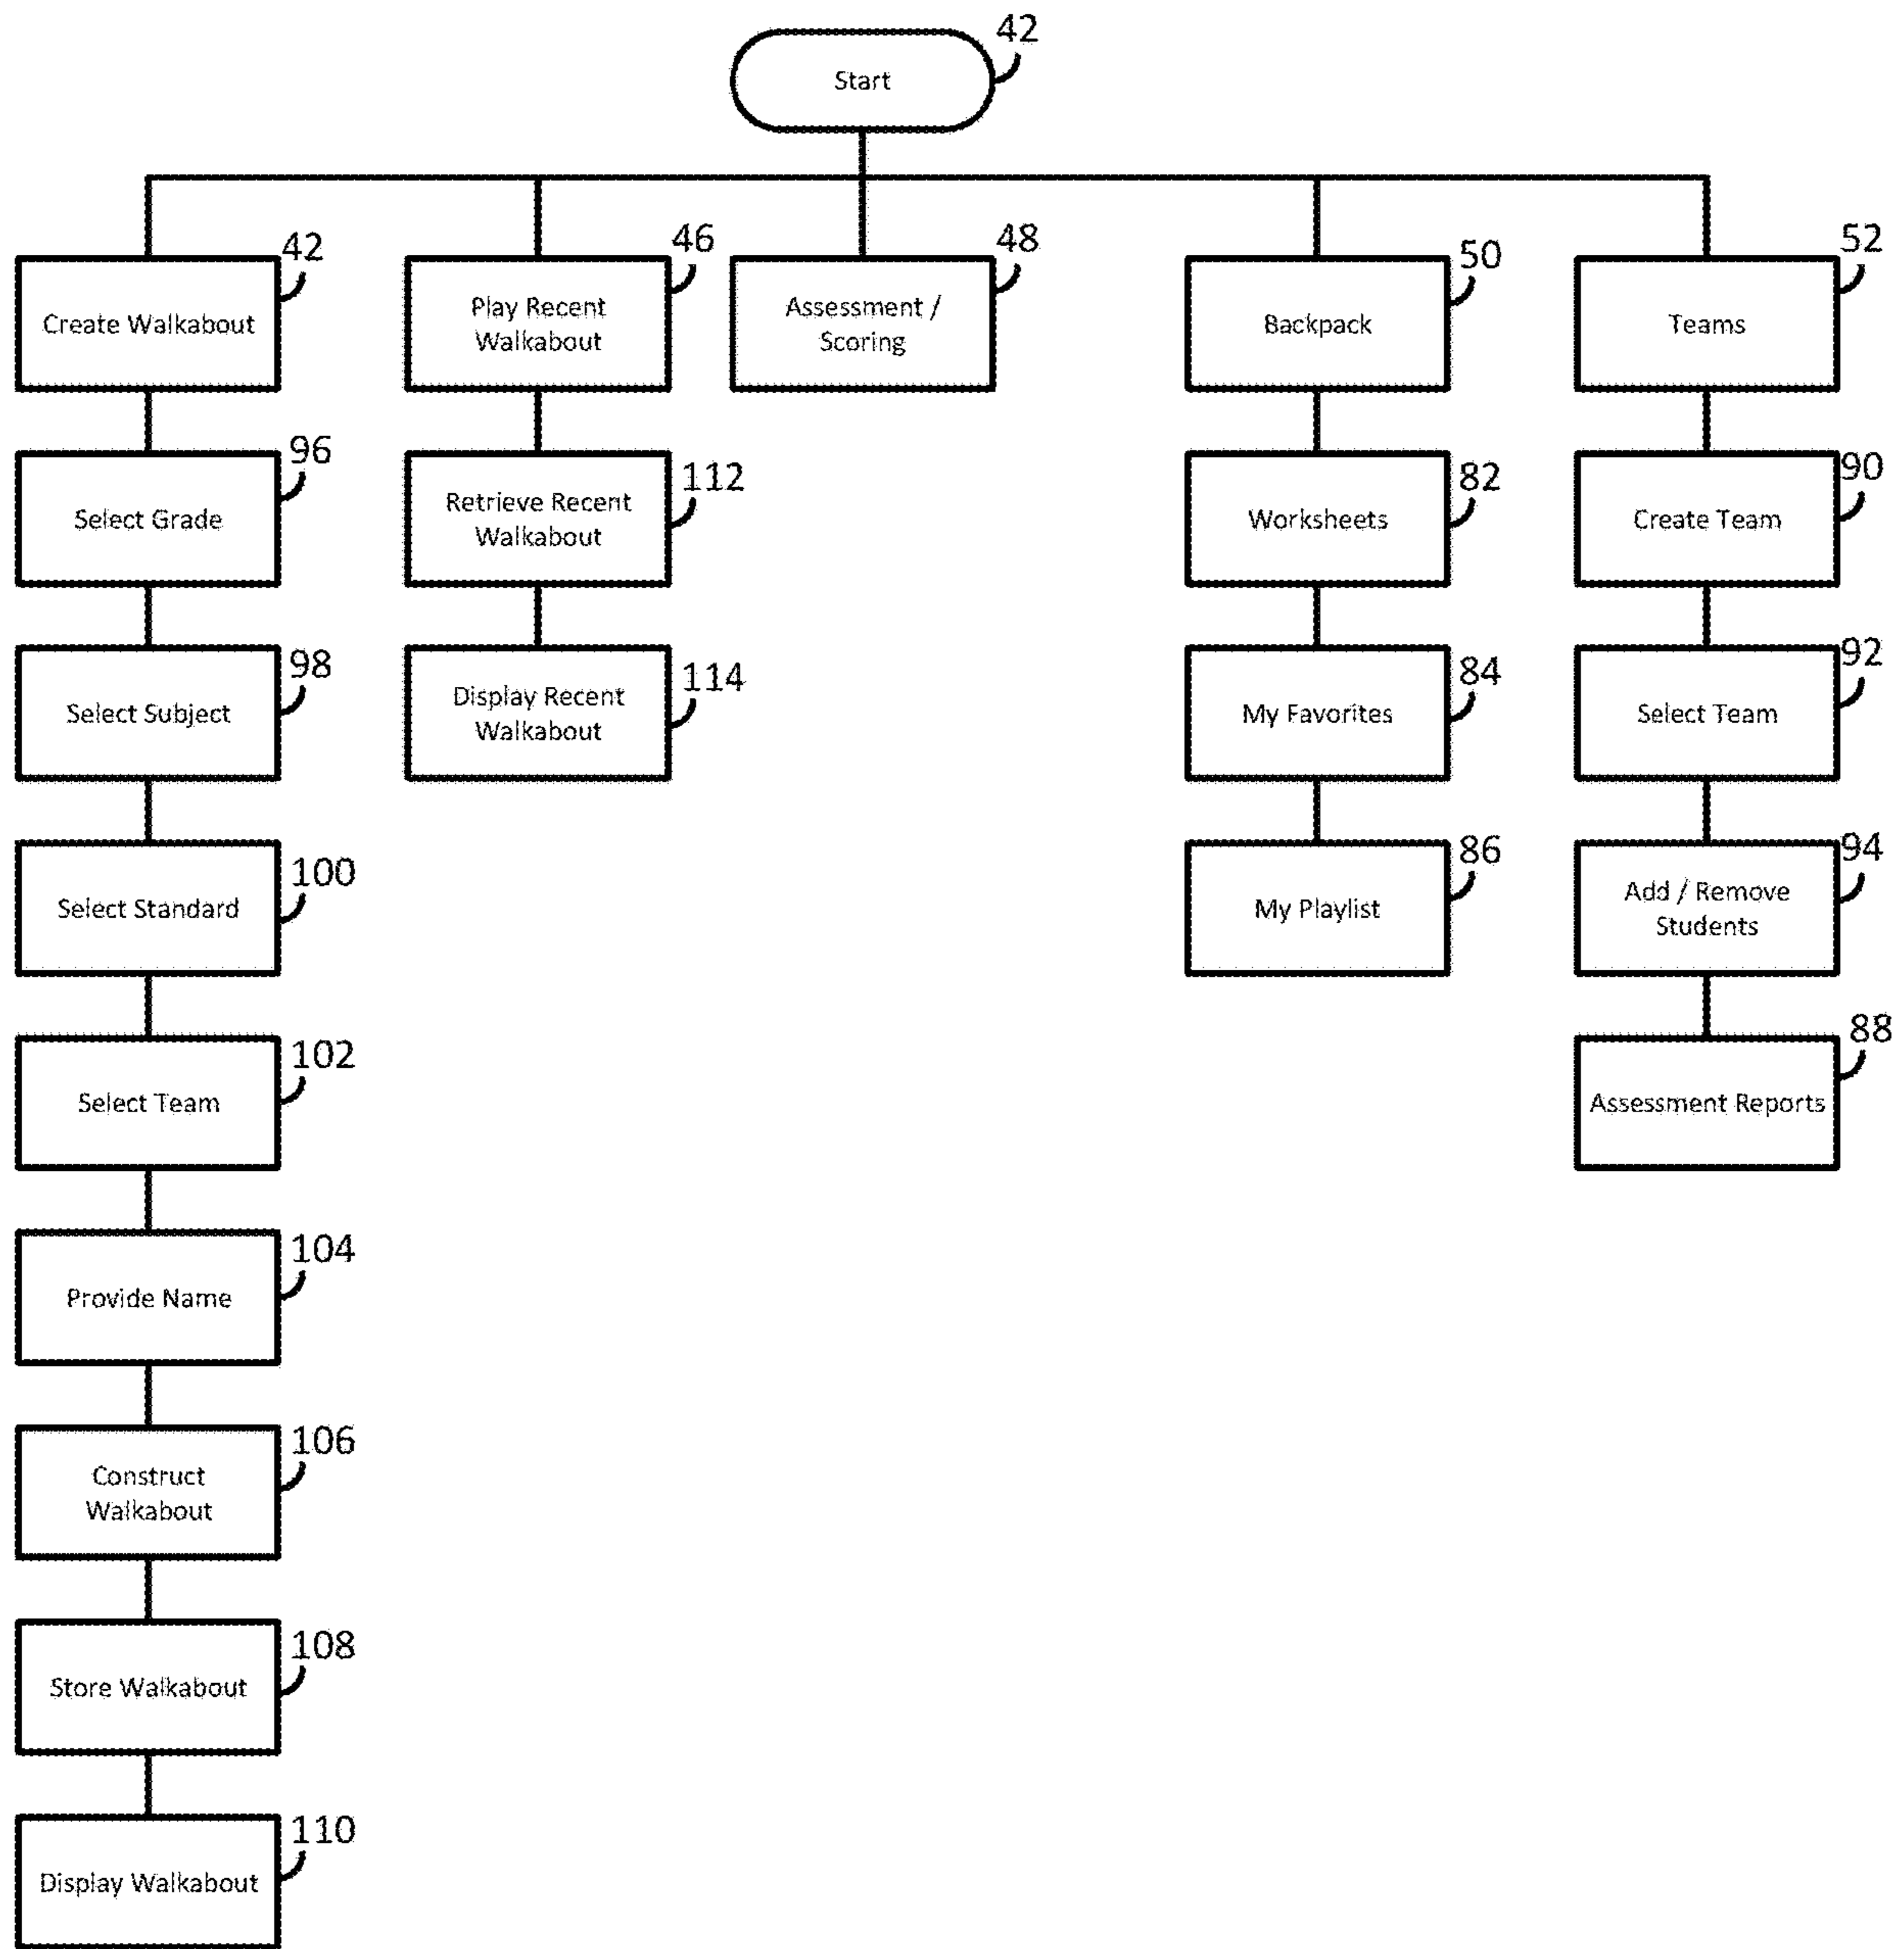 Start
42
Create Walkabout
42
Play Recent
Walkabout
46
Assessment /
Scoring
48
Backpack
50
Teams
52
Select Grade
96
Retrieve Recent
Walkabout
112
Worksheets
82
Create Team
90
Select Subject
98
Display Recent
Walkabout
114
My Favorites
84
Select Team
92
Select Standard
100
My Playlist
86
Add / Remove
Students
94
Select Team
102
Assessment Reports
88
Provide Name
104
Construct
Walkabout
106
Store Walkabout
108
Display Walkabout
110